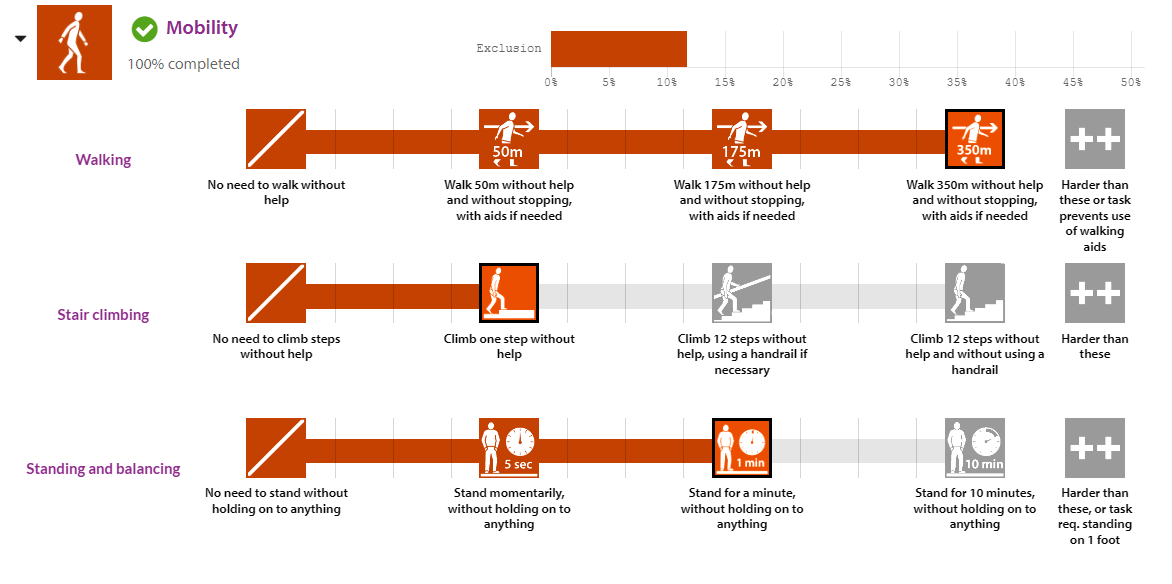 Mobility
100% completed
Exclusion
0% 5% 10% 15% 20% 25% 30% 35% 40% 45% 50%
Walking
50m
175m
350m
++
No need to walk without
help
Walk 50m without help
and without stopping,
with aids if needed
Walk 175m without help
and without stopping,
with aids if needed
Walk 350m without help
and without stopping,
with aids if needed
Harder than
these or task
prevents use
of walking
aids
Stair climbing
++
No need to climb steps
without help
Climb one step without
help
Climb 12 steps without
help, using a handrail if
necessary
Climb 12 steps without
help and without using a
handrail
Harder than
these
Standing and balancing
5 sec
1 min
10 min
++
No need to stand without
holding on to anything
Stand momentarily,
without holding on to
anything
Stand for a minute,
without holding on to
anything
Stand for 10 minutes,
without holding on to
anything
Harder than
these, or task
req. standing
on 1 foot